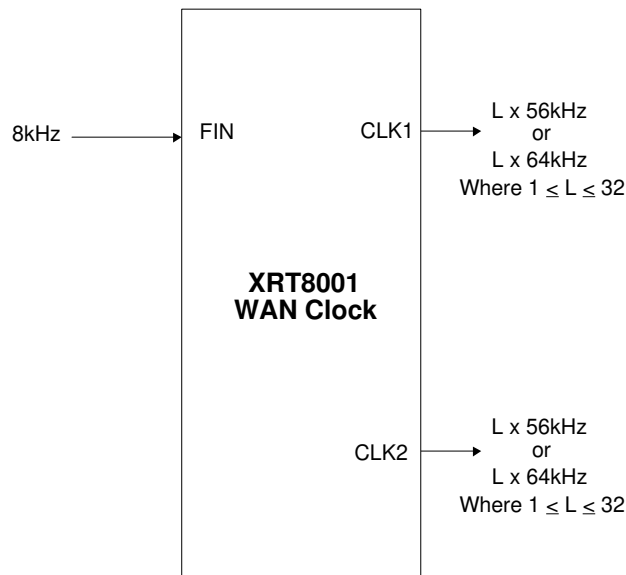 8kHz
FIN
CLK1
L x 56kHz
or
L x 64kHz
Where 1 ≤ L ≤ 32
XRT8001
WAN Clock
CLK2
L x 56kHz
or
L x 64kHz
Where 1 ≤ L ≤ 32